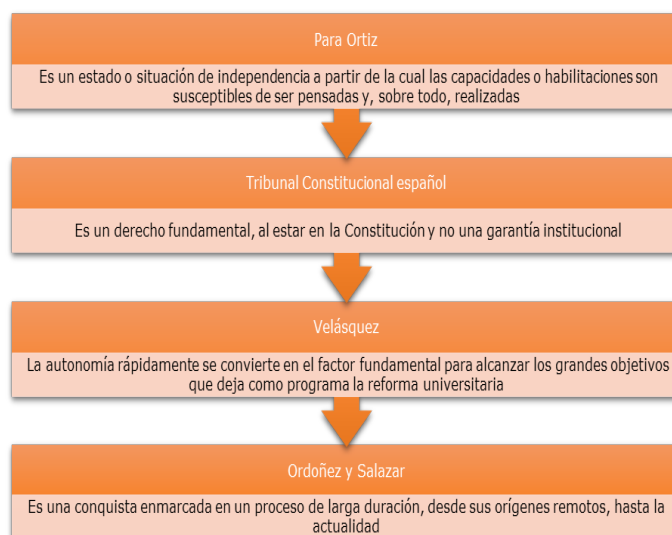 Para Ortiz
Es un estado o situación de independencia a partir de la cual las capacidades o habilitaciones son
susceptibles de ser pensadas y, sobre todo, realizadas
Tribunal Constitucional español
Es un derecho fundamental, al estar en la Constitución y no una garantía institucional
Velásquez
La autonomía rápidamente se convierte en el factor fundamental para alcanzar los grandes objetivos
que deja como programa la reforma universitaria
Ordoñez y Salazar
Es una conquista enmarcada en un proceso de larga duración, desde sus orígenes remotos, hasta la
actualidad